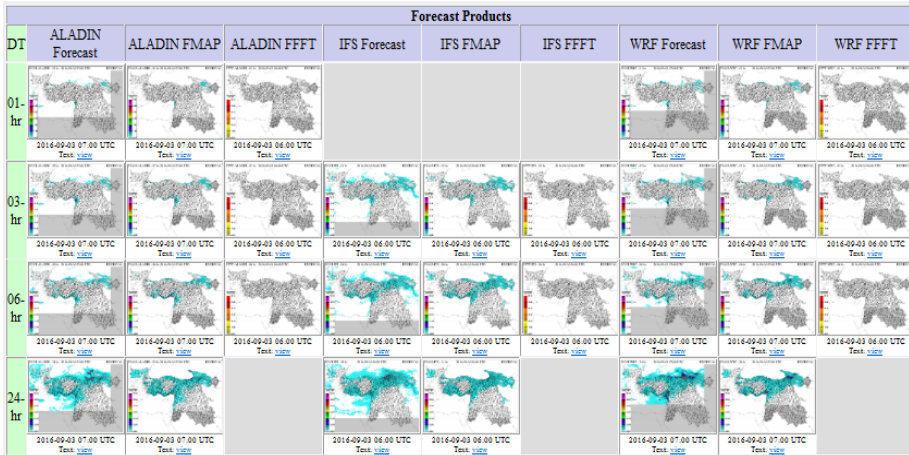 Forecast Products
DT ALADIN Forecast ALADIN FMAP ALADIN FFFT IFS Forecast IFS FMAP IFS FFFT WRF Forecast WRF FMAP WRF FFFT
01-hr
2016-09-03 07:00 UTC 2016-09-03 07:00 UTC 2016-09-03 07:00 UTC 2016-09-03 07:00 UTC 2016-09-03 07:00 UTC 2016-09-03 07:00 UTC
Text: view Text: view Text: view Text: view Text: view Text: view
03-hr
2016-09-03 07:00 UTC 2016-09-03 07:00 UTC 2016-09-03 06:00 UTC 2016-09-03 06:00 UTC 2016-09-03 06:00 UTC 2016-09-03 06:00 UTC 2016-09-03 07:00 UTC 2016-09-03 07:00 UTC 2016-09-03 06:00 UTC
Text: view Text: view Text: view Text: view Text: view Text: view Text: view Text: view Text: view
06-hr
2016-09-03 07:00 UTC 2016-09-03 07:00 UTC 2016-09-03 06:00 UTC 2016-09-03 06:00 UTC 2016-09-03 06:00 UTC 2016-09-03 06:00 UTC 2016-09-03 07:00 UTC 2016-09-03 07:00 UTC 2016-09-03 06:00 UTC
Text: view Text: view Text: view Text: view Text: view Text: view Text: view Text: view Text: view
24-hr
2016-09-03 07:00 UTC 2016-09-03 07:00 UTC 2016-09-03 06:00 UTC 2016-09-03 06:00 UTC 2016-09-03 07:00 UTC 2016-09-03 07:00 UTC
Text: view Text: view Text: view Text: view Text: view Text: view